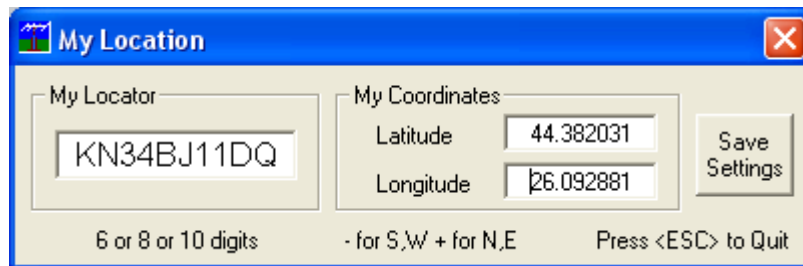 My Location
My Locator
KN34BJ11DQ
My Coordinates
Latitude 44.382031
Longitude 26.092881
Save
Settings
6 or 8 or 10 digits
- for S,W + for N,E
Press <ESC> to Quit